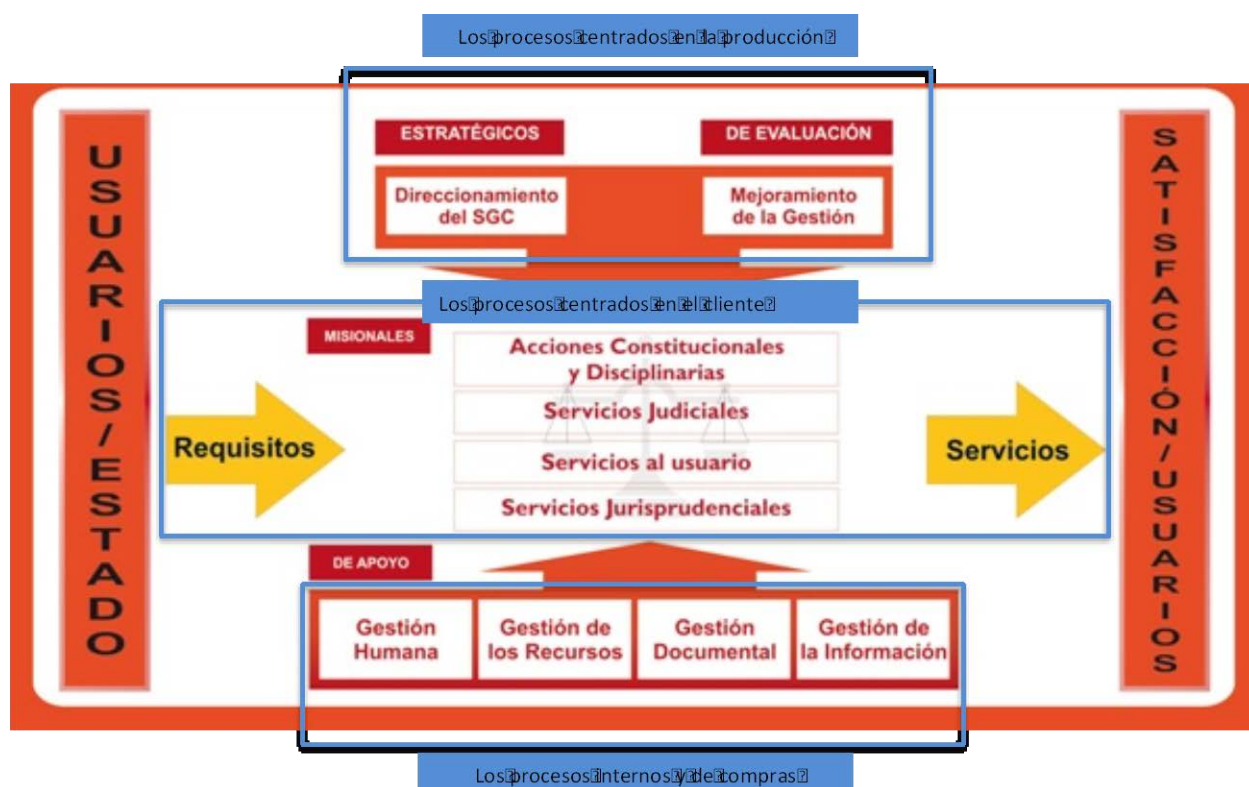 Los procesos centrados en la producción
USUARIOS/ESTADO
ESTRATÉGICOS
DE EVALUACIÓN
Direccionamiento
del SGC
Mejoramiento
de la Gestión
Los procesos centrados en el cliente
MISIONALES
Acciones Constitucionales
y Disciplinarias
Servicios Judiciales
Servicios al usuario
Servicios Jurisprudenciales
Requisitos
Servicios
DE APOYO
Gestión
Humana
Gestión de
los Recursos
Gestión
Documental
Gestión de
la Información
SATISFACCIÓN/USUARIOS
Los procesos internos y de compras